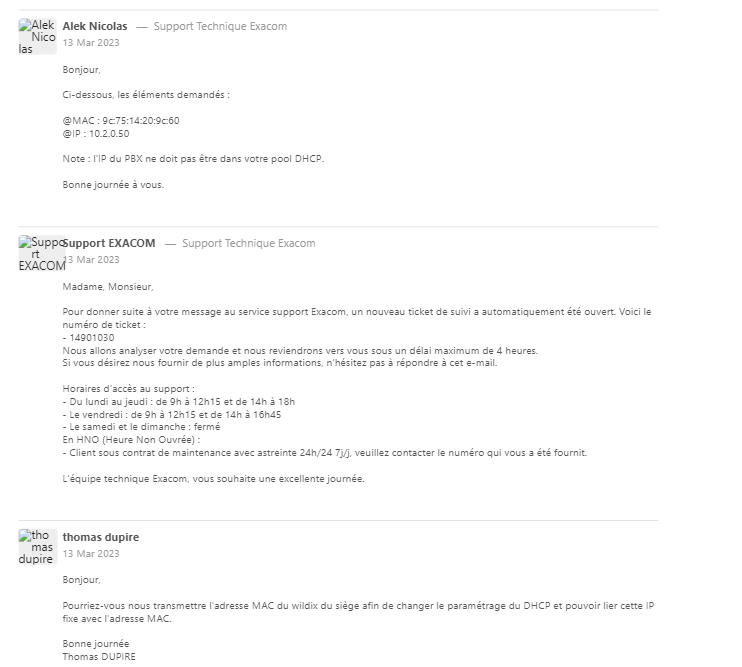 Alek Nicolas
Alek Nicolas — Support Technique Exacom
13 Mar 2023
Bonjour,
Ci-dessous, les éléments demandés :
@MAC : 9c:75:14:20:9c:60
@IP : 10.2.0.50
Note : l'IP du PBX ne doit pas être dans votre pool DHCP.
Bonne journée à vous.
Support EXACOM
Support EXACOM — Support Technique Exacom
13 Mar 2023
Madame, Monsieur,
Pour donner suite à votre message au service support Exacom, un nouveau ticket de suivi a automatiquement été ouvert. Voici le
numéro de ticket :
- 14901030
Nous allons analyser votre demande et nous reviendrons vers vous sous un délai maximum de 4 heures.
Si vous désirez nous fournir de plus amples informations, n'hésitez pas à répondre à cet e-mail.
Horaires d'accès au support :
- Du lundi au jeudi : de 9h à 12h15 et de 14h à 18h
- Le vendredi : de 9h à 12h15 et de 14h à 16h45
- Le samedi et le dimanche : fermé
En HNO (Heure Non Ouvrée) :
- Client sous contrat de maintenance avec astreinte 24h/24 7j/j, veuillez contacter le numéro qui vous a été fournit.
L'équipe technique Exacom, vous souhaite une excellente journée.
thomas dupire
thomas dupire
13 Mar 2023
Bonjour,
Pourriez-vous nous transmettre l'adresse MAC du wildix du siège afin de changer le paramétrage du DHCP et pouvoir lier cette IP
fixe avec l'adresse MAC.
Bonne journée
Thomas DUPIRE